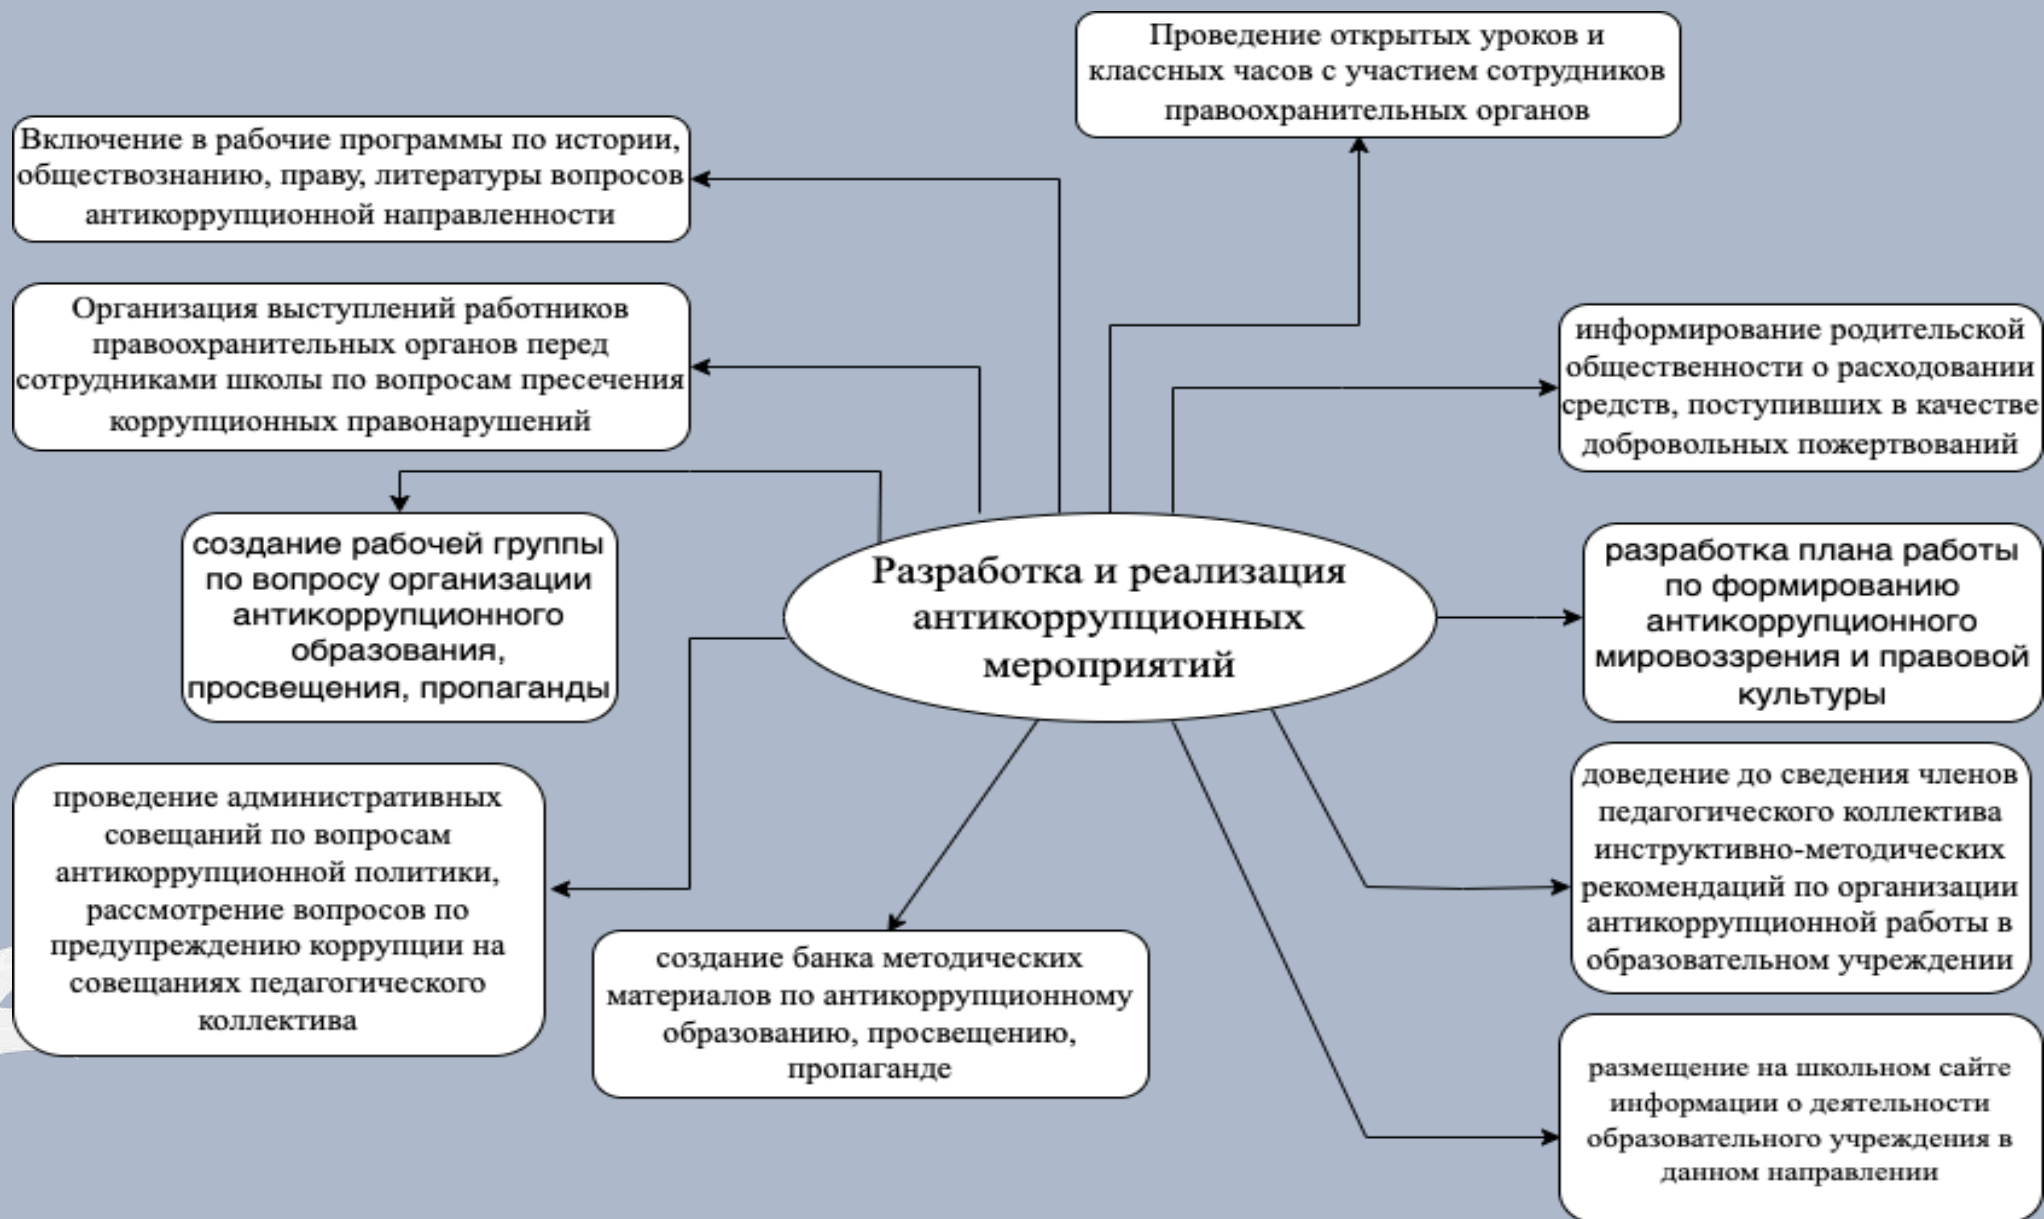 Проведение открытых уроков и
классных часов с участием сотрудников
правоохранительных органов
Включение в рабочие программы по истории,
обществознанию, праву, литературы вопросов
антикоррупционной направленности
Организация выступлений работников
правоохранительных органов перед
сотрудниками школы по вопросам пресечения
коррупционных правонарушений
информирование родительской
общественности о расходовании
средств, поступивших в качестве
добровольных пожертвований
создание рабочей группы
по вопросу организации
антикоррупционного
образования,
просвещения, пропаганды
Разработка и реализация
антикоррупционных
мероприятий
разработка плана работы
по формированию
антикоррупционного
мировоззрения и правовой
культуры
проведение административных
совещаний по вопросам
антикоррупционной политики,
рассмотрение вопросов по
предупреждению коррупции на
совещаниях педагогического
коллектива
создание банка методических
материалов по антикоррупционному
образованию, просвещению,
пропаганде
доведение до сведения членов
педагогического коллектива
инструктивно-методических
рекомендаций по организации
антикоррупционной работы в
образовательном учреждении
размещение на школьном сайте
информации о деятельности
образовательного учреждения в
данном направлении